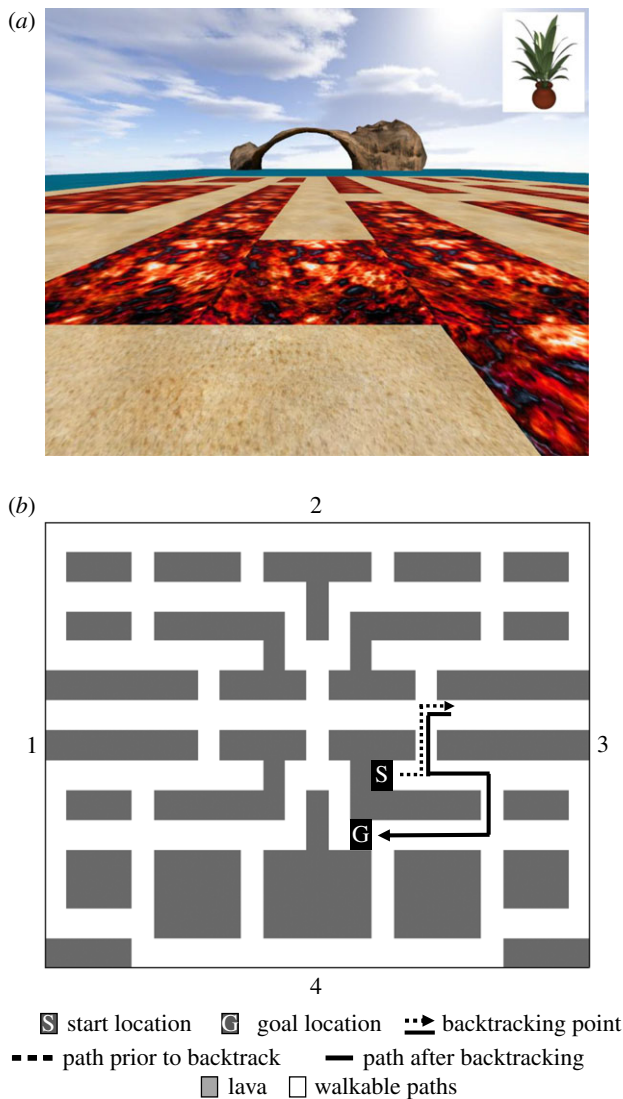 (a)
(b)
2
1
3
S
G
4
S start location G goal location backtracking point
path prior to backtrack path after backtracking
lava walkable paths